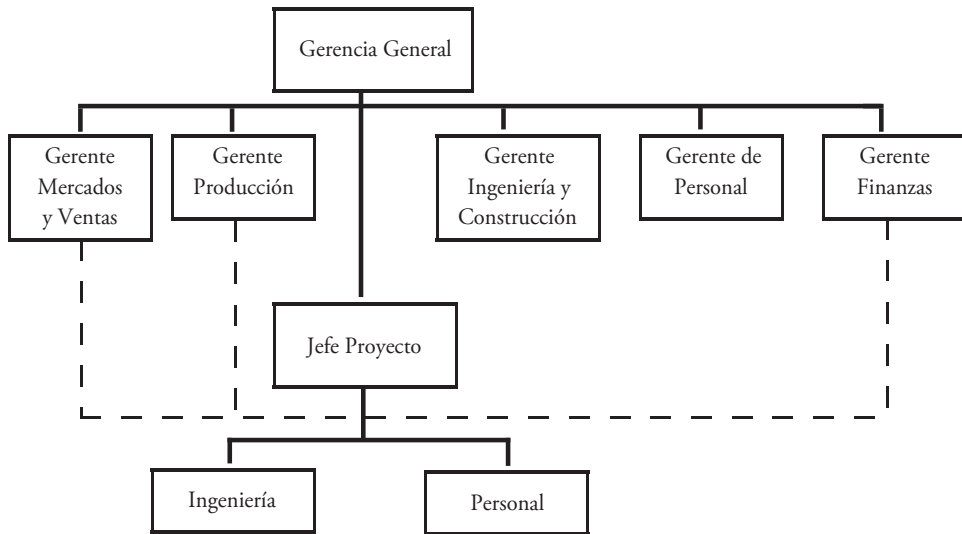 Gerencia General
Gerente
Mercados
y Ventas
Gerente
Producción
Gerente
Ingeniería y
Construcción
Gerente de
Personal
Gerente
Finanzas
Jefe Proyecto
Ingeniería
Personal